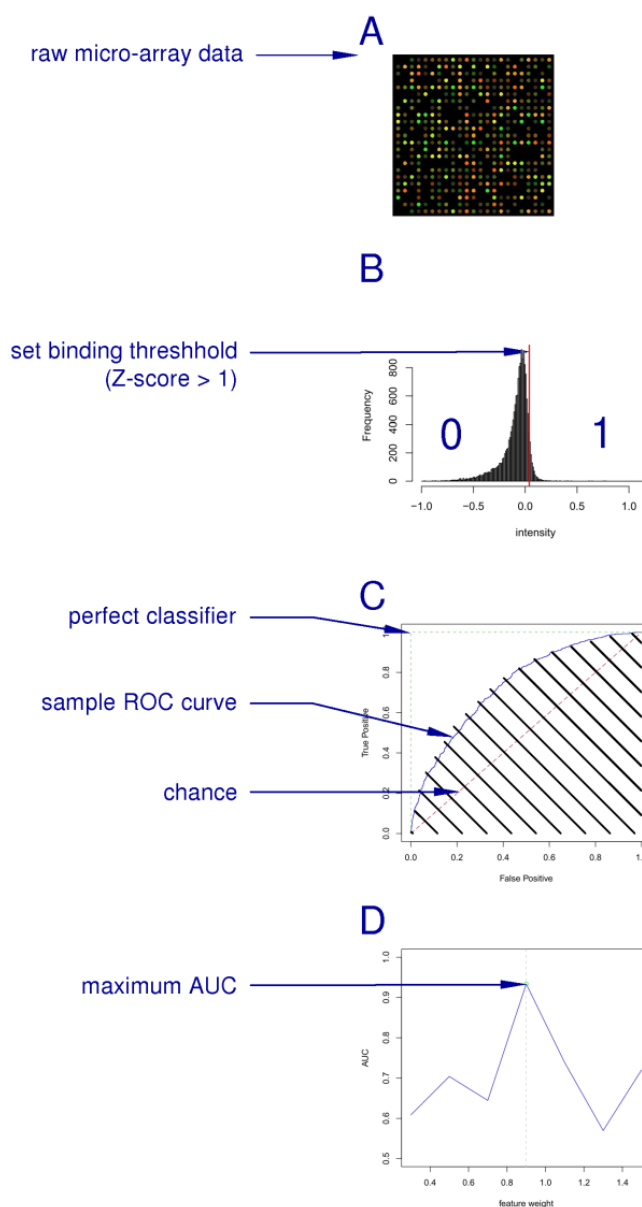 A
raw micro-array data
B
set binding threshhold
(Z-score > 1)
Frequency
800
600
400
200
0
0
1
−1.0 −0.5 0.0 0.5 1.0
intensity
C
perfect classifier
sample ROC curve
chance
True Positive
1
0.8
0.6
0.4
0.2
0.0
0.0 0.2 0.4 0.6 0.8 1.0
False Positive
D
maximum AUC
AUC
1.0
0.9
0.8
0.7
0.6
0.5
0.4 0.6 0.8 1.0 1.2 1.4
feature weight